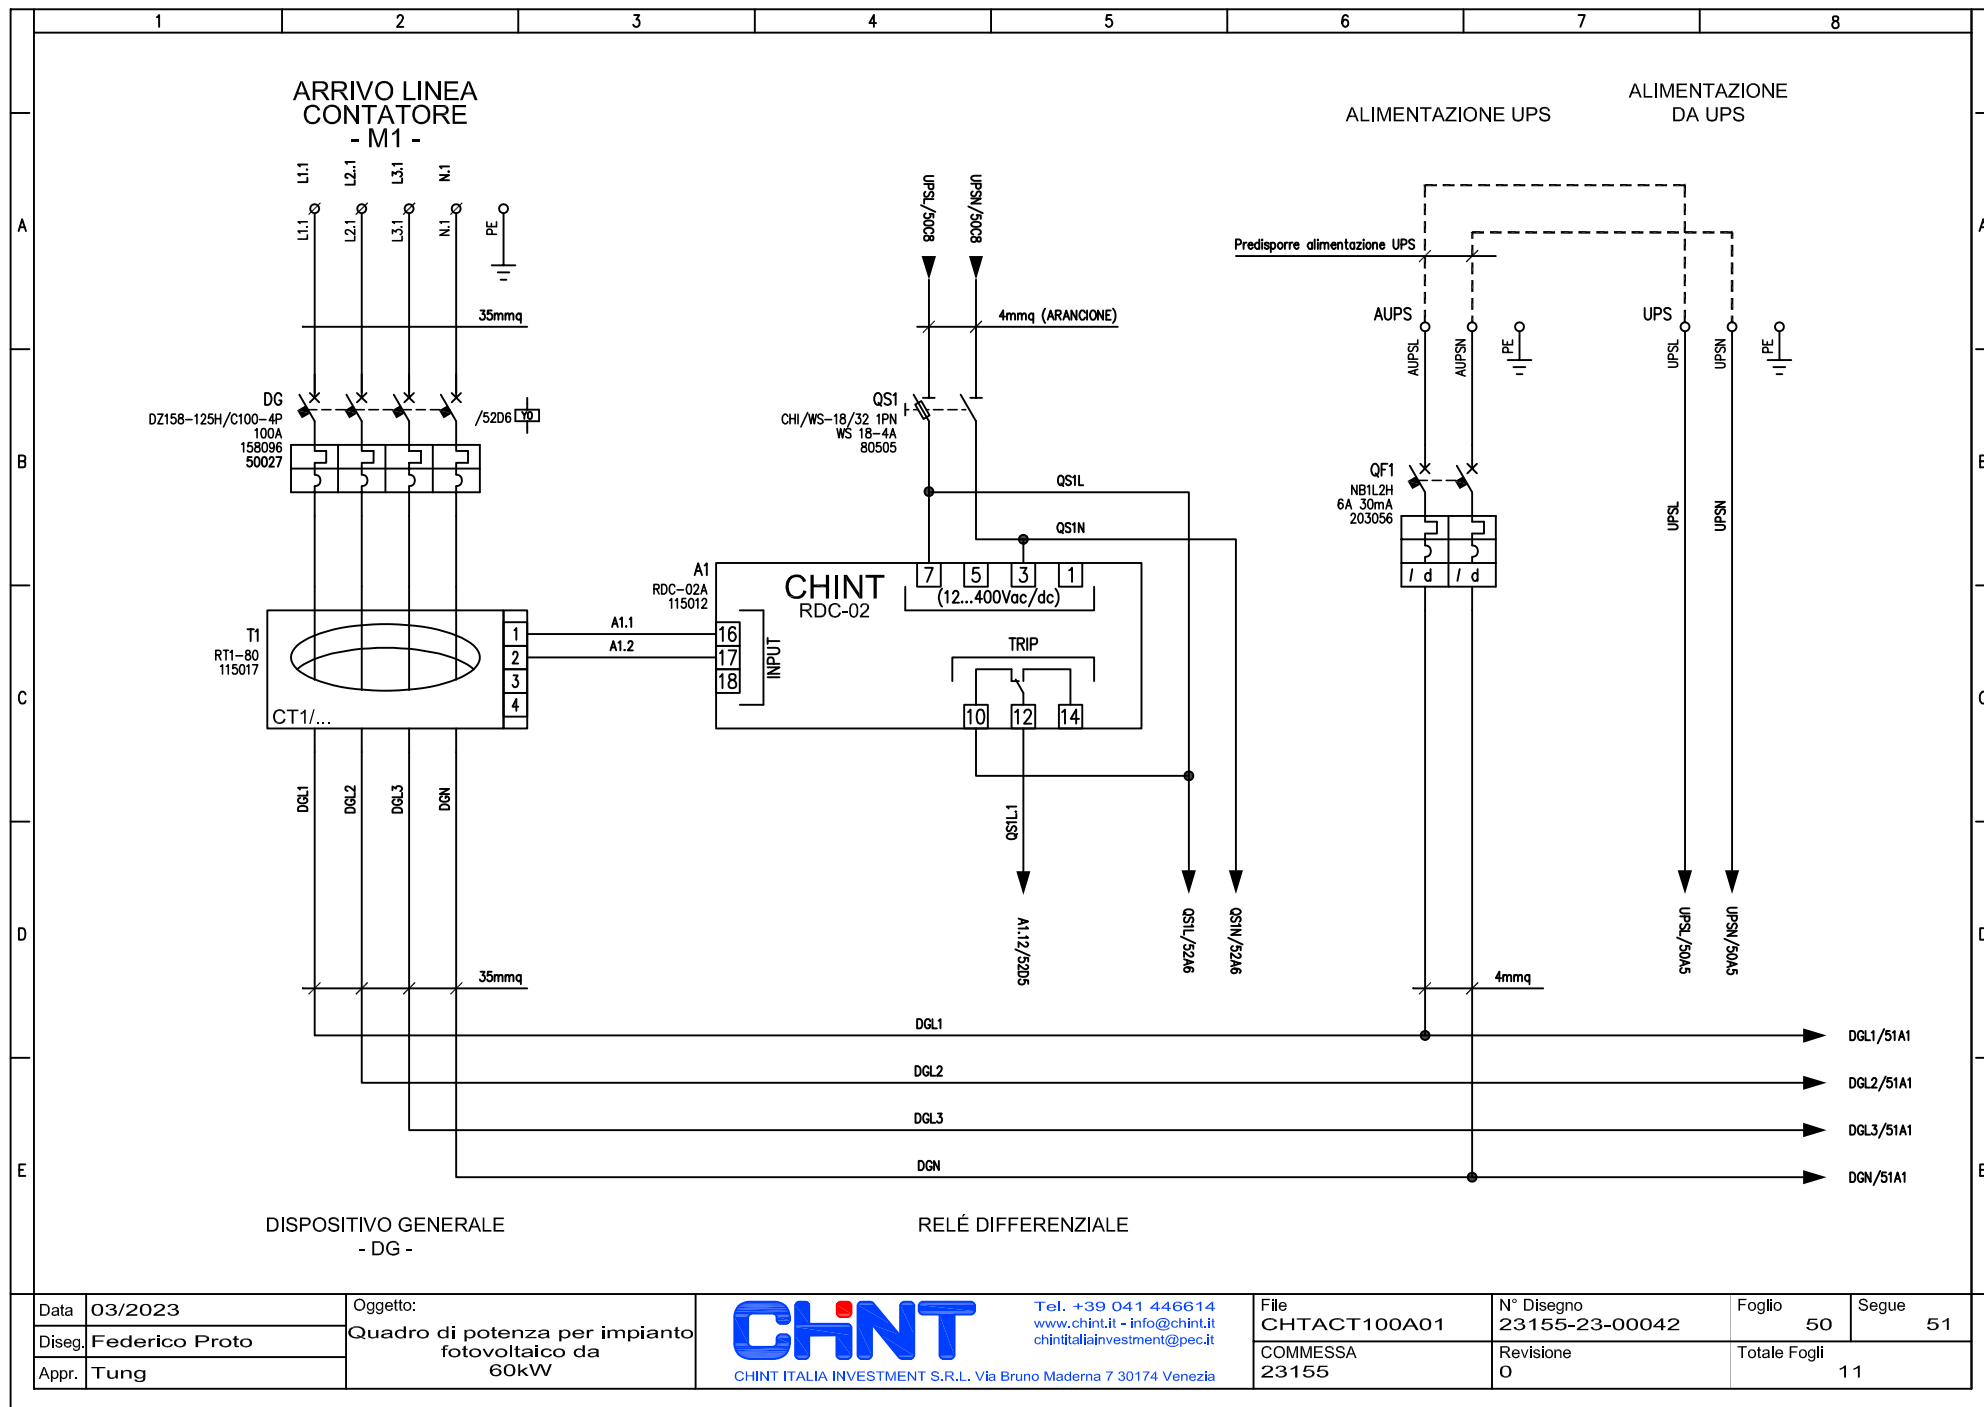 1 2 3 4 5 6 7 8
ARRIVO LINEA
CONTATORE
- M1 -
L1.1 L2..1 L3.1 N.1
L1.1 L2.1 L3.1 N.1 PE
35mmq
DG
DZ158-125H/C100-4P
100A
158096
50027
/52D6 YO
T1
RT1-80
115017
CT1/...
1
2
3
4
A1.1
A1.2
DGL1 DGL2 DGL3 DGN
35mmq
UPSL/50C8 UPSN/50C8
4mmq (ARANCIONE)
QS1
CHI/WS-18/32 1PN
WS 18-4A
80505
QS1L
QS1N
A1
RDC-02A
115012
CHINT
RDC-02
7 5 3 1
(12...400Vac/dc)
16
17
18
INPUT
TRIP
10 12 14
QS1L.1
A1.12/52D5
QS1L/52A6
QS1N/52A6
ALIMENTAZIONE UPS
ALIMENTAZIONE
DA UPS
Predisporre alimentazione UPS
AUPS
AUPSL AUPSN PE
UPS
UPSL UPSN PE
QF1
NB1L2H
6A 30mA
203056
I d I d
UPSL UPSN
UPSL/50A5 UPSN/50A5
4mmq
DGL1 DGL1/51A1
DGL2 DGL2/51A1
DGL3 DGL3/51A1
DGN DGN/51A1
A
B
C
D
E
DISPOSITIVO GENERALE
- DG -
RELÉ DIFFERENZIALE
Data 03/2023
Diseg. Federico Proto
Appr. Tung
Oggetto:
Quadro di potenza per impianto
fotovoltaico da
60kW
CHiNT
Tel. +39 041 446614
www.chint.it - info@chint.it
chintitaliainvestment@pec.it
CHINT ITALIA INVESTMENT S.R.L. Via Bruno Maderna 7 30174 Venezia
File
CHTACT100A01
COMMESSA
23155
N° Disegno
23155-23-00042
Revisione
0
Foglio
50
Segue
51
Totale Fogli
11